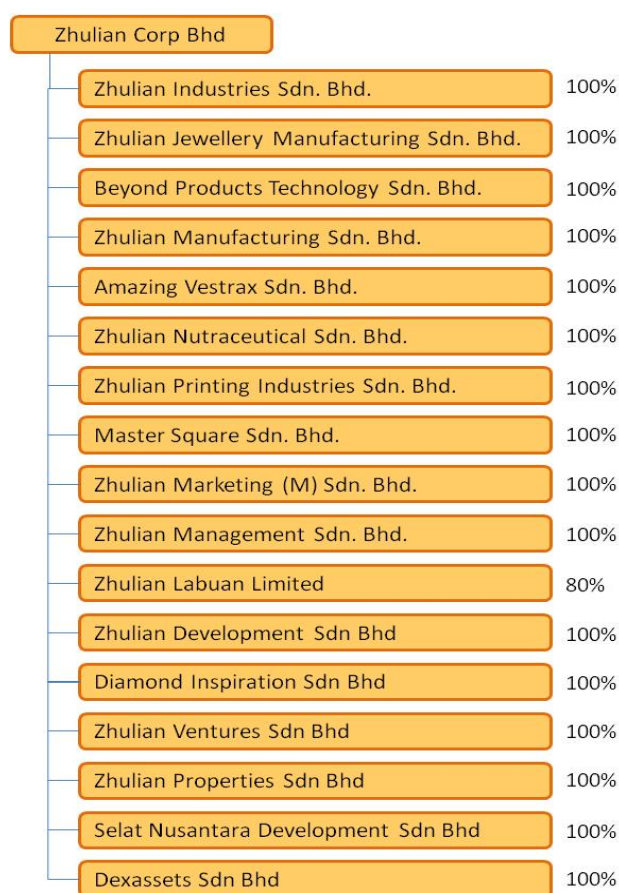 Zhulian Corp Bhd
Zhulian Industries Sdn. Bhd. 100%
Zhulian Jewellery Manufacturing Sdn. Bhd. 100%
Beyond Products Technology Sdn. Bhd. 100%
Zhulian Manufacturing Sdn. Bhd. 100%
Amazing Vestrax Sdn. Bhd. 100%
Zhulian Nutraceutical Sdn. Bhd. 100%
Zhulian Printing Industries Sdn. Bhd. 100%
Master Square Sdn. Bhd. 100%
Zhulian Marketing (M) Sdn. Bhd. 100%
Zhulian Management Sdn. Bhd. 100%
Zhulian Labuan Limited 80%
Zhulian Development Sdn Bhd 100%
Diamond Inspiration Sdn Bhd 100%
Zhulian Ventures Sdn Bhd 100%
Zhulian Properties Sdn Bhd 100%
Selat Nusantara Development Sdn Bhd 100%
Dexassets Sdn Bhd 100%